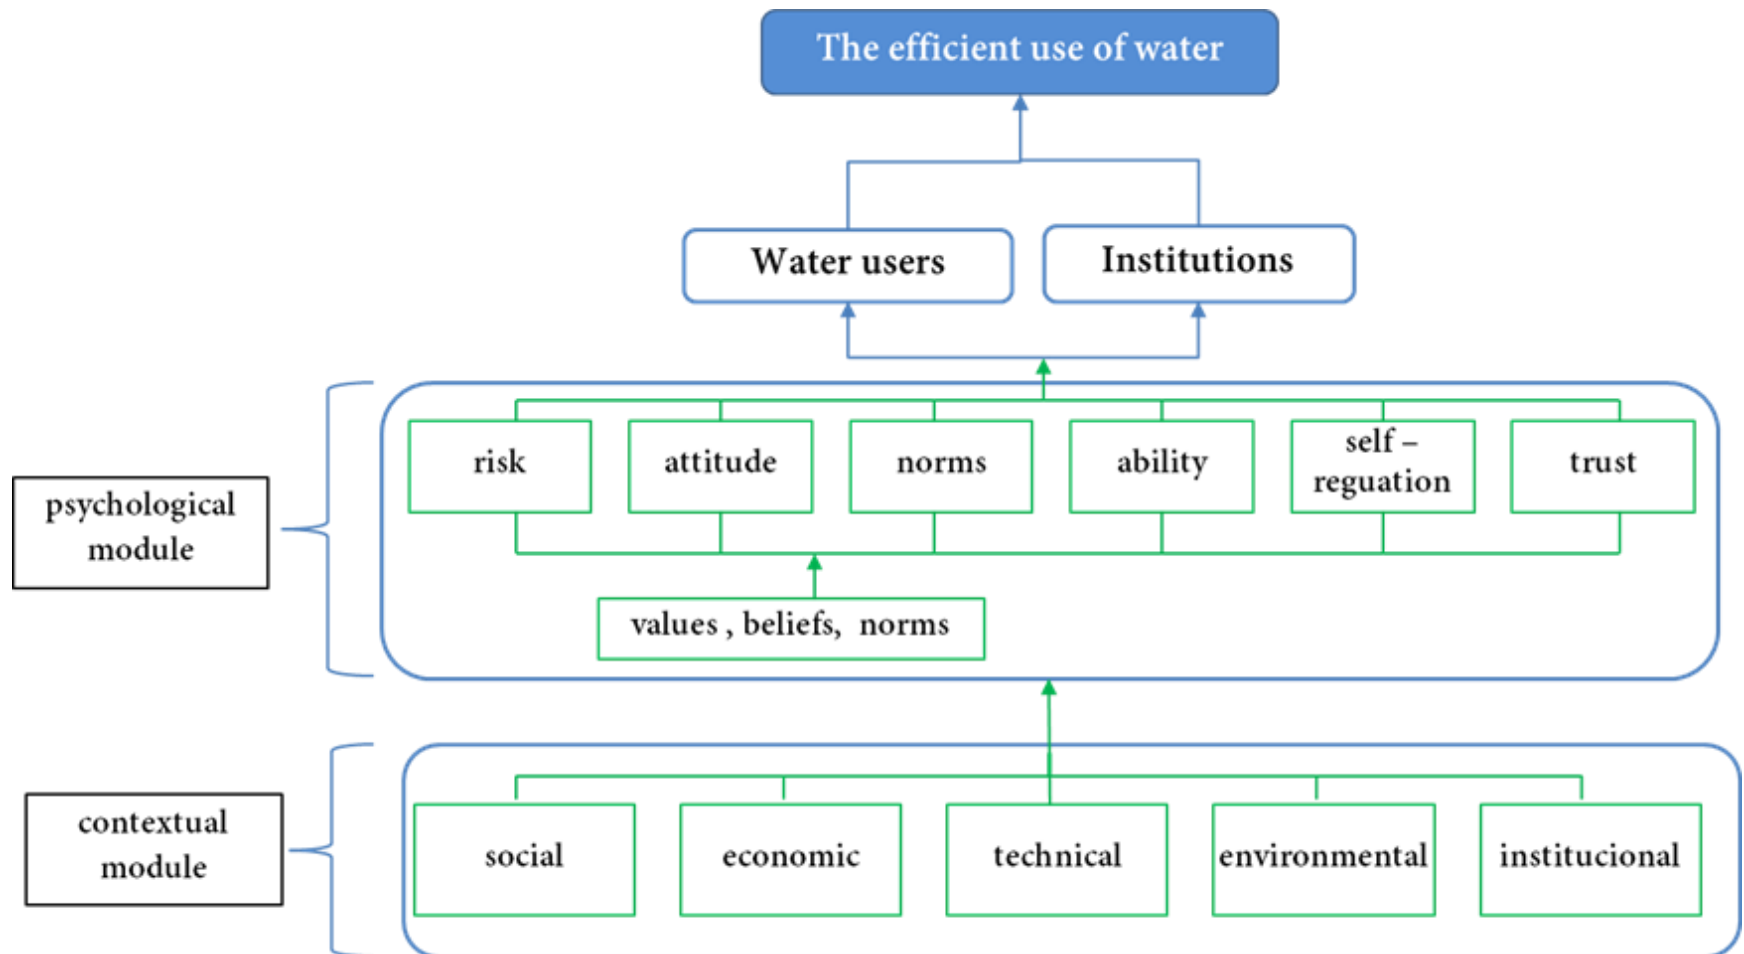 The efficient use of water
Water users
Institutions
risk
attitude
norms
ability
self –
reguation
trust
psychological
module
values , beliefs, norms
contextual
module
social
economic
technical
environmental
institucional